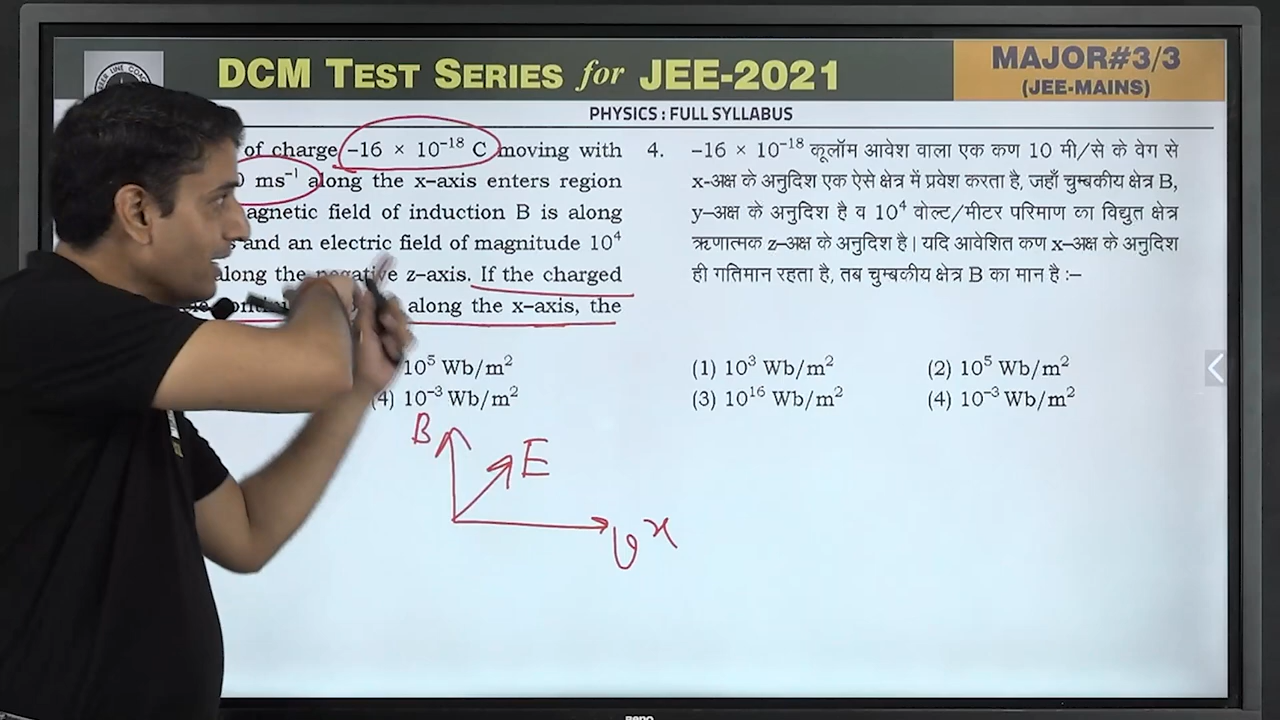 DCM TEST SERIES for JEE-2021
MAJOR#3/3
(JEE-MAINS)
PHYSICS : FULL SYLLABUS
of charge –16 × 10⁻¹⁸ C moving with
ms⁻¹ along the x–axis enters region
agnetic field of induction B is along
and an electric field of magnitude 10⁴
along the negative z–axis. If the charged
along the x–axis, the
10⁵ Wb/m²
(4) 10⁻³ Wb/m²
4. –16 × 10⁻¹⁸ कूलॉम आवेश वाला एक कण 10 मी/से के वेग से
x-अक्ष के अनुदिश एक ऐसे क्षेत्र में प्रवेश करता है, जहाँ चुम्बकीय क्षेत्र B,
y–अक्ष के अनुदिश है व 10⁴ वोल्ट/मीटर परिमाण का विद्युत क्षेत्र
ऋणात्मक z–अक्ष के अनुदिश है। यदि आवेशित कण x–अक्ष के अनुदिश
ही गतिमान रहता है, तब चुम्बकीय क्षेत्र B का मान है :–
(1) 10³ Wb/m² (2) 10⁵ Wb/m²
(3) 10¹⁶ Wb/m² (4) 10⁻³ Wb/m²
B
E
v x